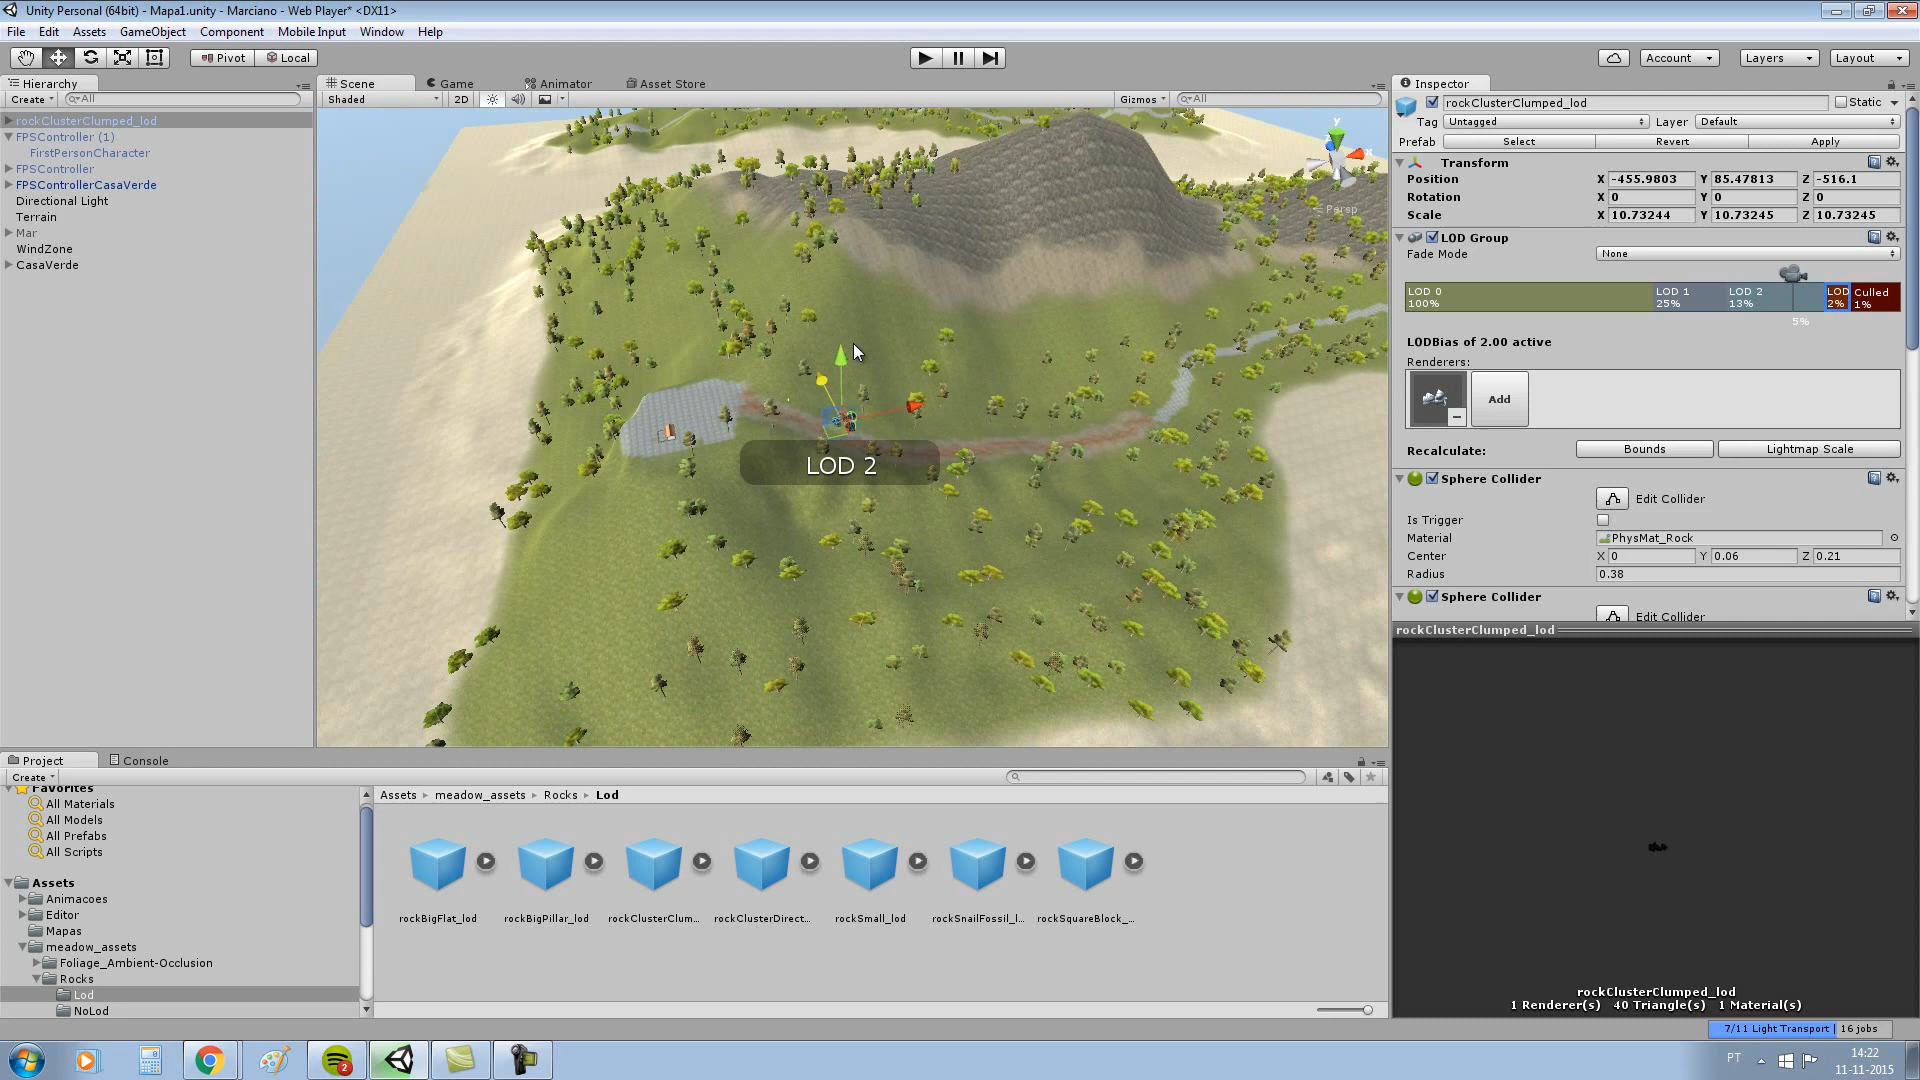 Unity Personal (64bit) - Mapa1.unity - Marciano - Web Player* <DX11>
File Edit Assets GameObject Component Mobile Input Window Help
Pivot Local Account Layers Layout
Hierarchy
Create All
rockClusterClumped_lod
FPSController (1)
FirstPersonCharacter
FPSController
FPSControllerCasaVerde
Directional Light
Terrain
Mar
WindZone
CasaVerde
Scene Game Animator Asset Store
Shaded 2D Gizmos All
y
Persp
LOD 2
Inspector
rockClusterClumped_lod Static
Tag Untagged Layer Default
Prefab Select Revert Apply
Transform
Position X -455.9803 Y 85.47813 Z -516.1
Rotation X 0 Y 0 Z 0
Scale X 10.73244 Y 10.73245 Z 10.73245
LOD Group
Fade Mode None
LOD 0 LOD 1 LOD 2 LOD Culled
100% 25% 13% 2% 1%
5%
LODBias of 2.00 active
Renderers:
Add
Recalculate: Bounds Lightmap Scale
Sphere Collider
Edit Collider
Is Trigger
Material PhysMat_Rock
Center X 0 Y 0.06 Z 0.21
Radius 0.38
Sphere Collider
Edit Collider
rockClusterClumped_lod
rockClusterClumped_lod
1 Renderer(s) 40 Triangle(s) 1 Material(s)
Project Console
Create
Favorites
All Materials
All Models
All Prefabs
All Scripts
Assets
Animacoes
Editor
Mapas
meadow_assets
Foliage_Ambient-Occlusion
Rocks
Lod
NoLod
Assets meadow_assets Rocks Lod
rockBigFlat_lod rockBigPillar_lod rockClusterClum... rockClusterDirect... rockSmall_lod rockSnailFossil_l... rockSquareBlock_...
7/11 Light Transport | 16 jobs
2
PT
14:22
11-11-2015